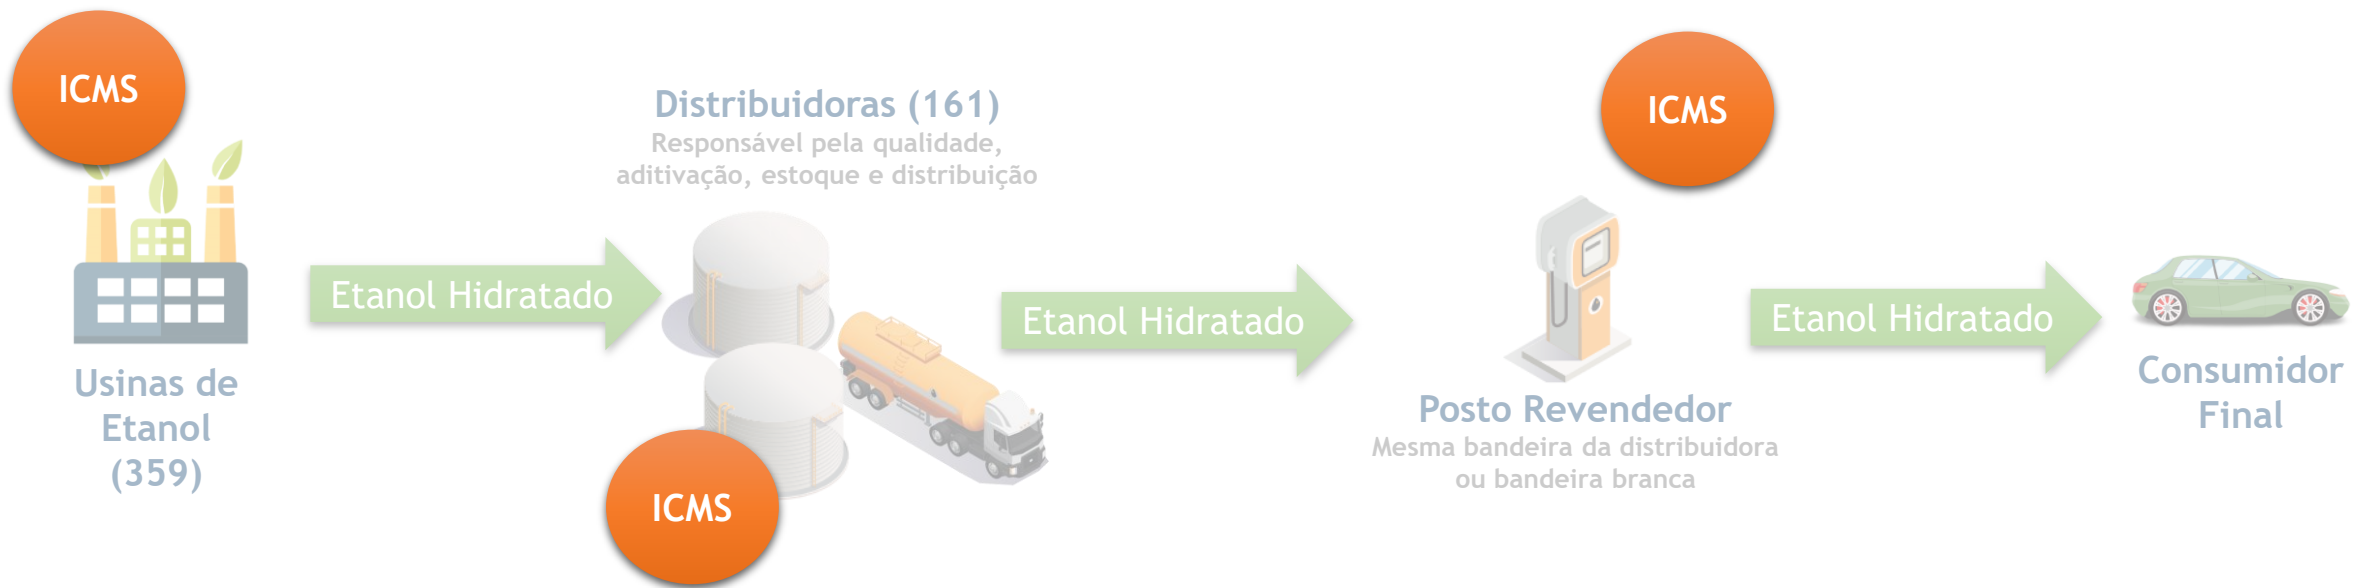 ICMS
Usinas de
Etanol
(359)
Etanol Hidratado
Distribuidoras (161)
Responsável pela qualidade,
aditivação, estoque e distribuição
ICMS
Etanol Hidratado
ICMS
Posto Revendedor
Mesma bandeira da distribuidora
ou bandeira branca
Etanol Hidratado
Consumidor
Final